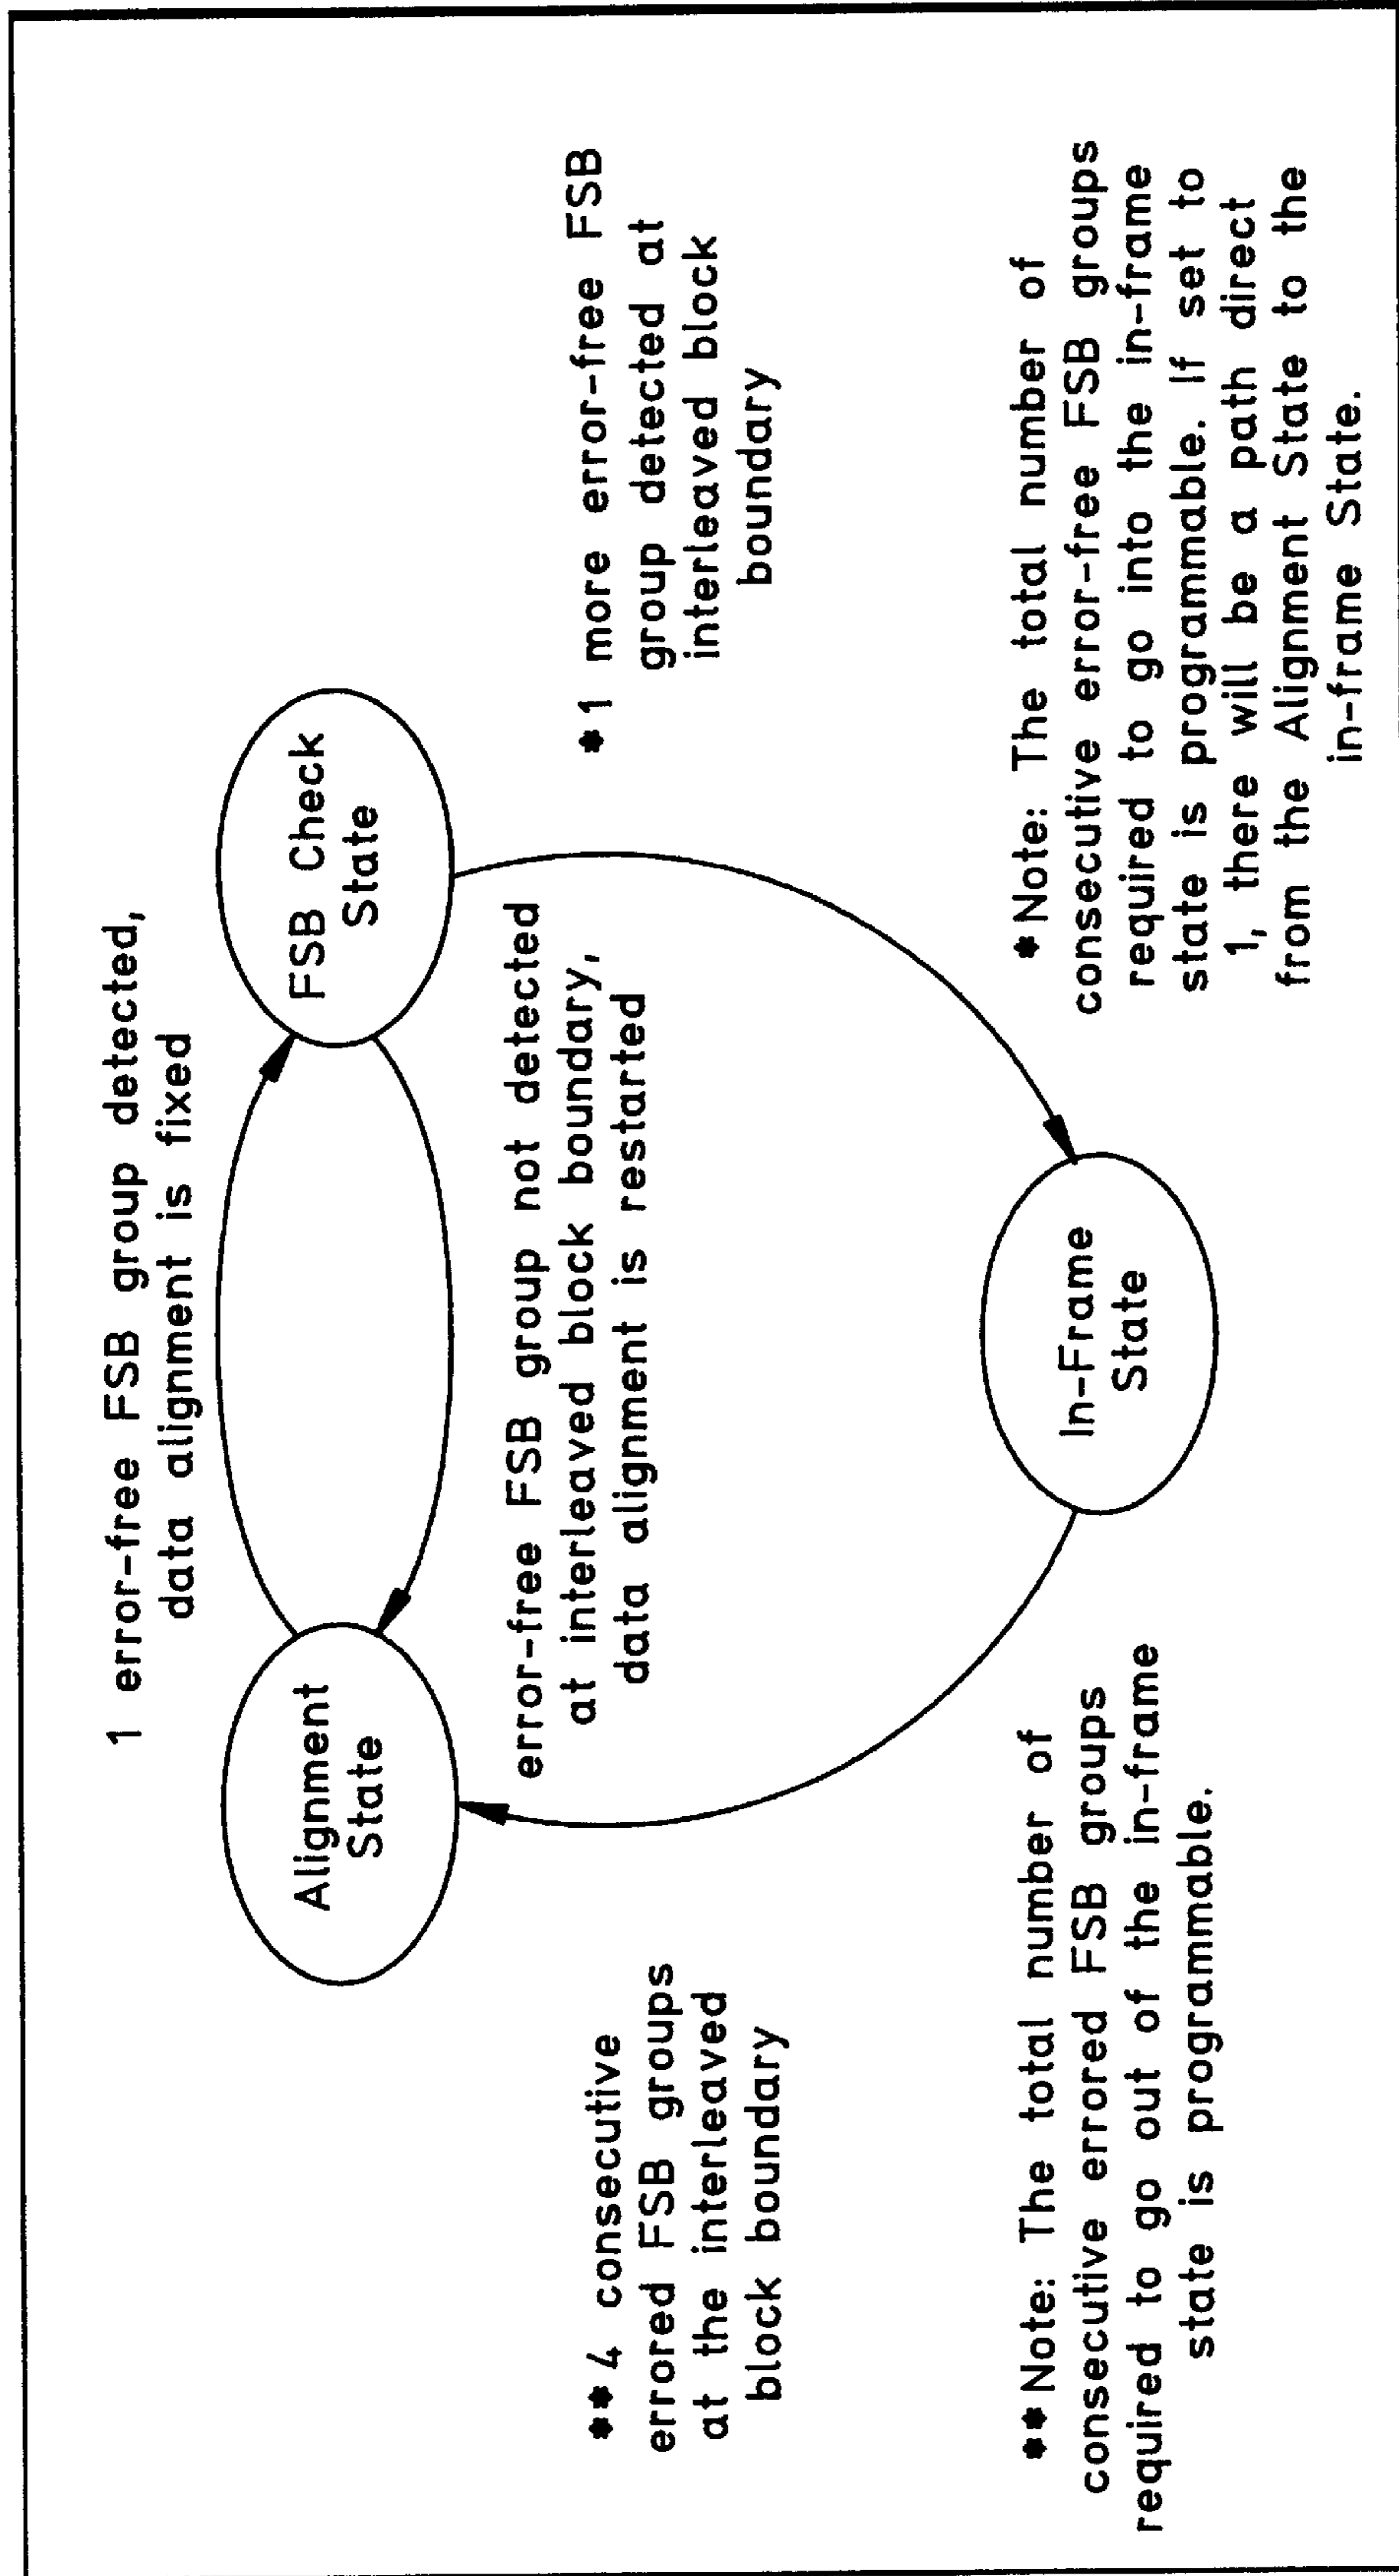 1 error-free FSB group detected,
data alignment is fixed
Alignment
State
FSB Check
State
error-free FSB group not detected
at interleaved block boundary,
data alignment is restarted
** 4 consecutive
errored FSB groups
at the interleaved
block boundary
*1 more error-free FSB
group detected at
interleaved block
boundary
In-Frame
State
** Note: The total number of
consecutive errored FSB groups
required to go out of the in-frame
state is programmable.
* Note: The total number of
consecutive error-free FSB groups
required to go into the in-frame
state is programmable. If set to
1, there will be a path direct
from the Alignment State to the
in-frame State.